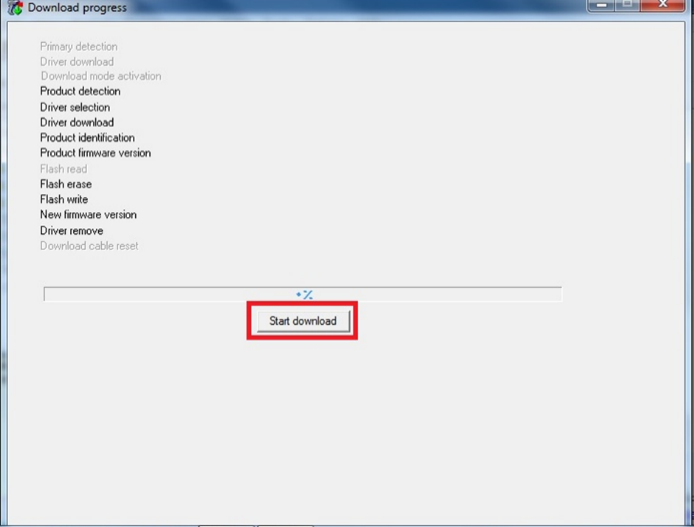 Download progress
Primary detection
Driver download
Download mode activation
Product detection
Driver selection
Driver download
Product identification
Product firmware version
Flash read
Flash erase
Flash write
New firmware version
Driver remove
Download cable reset
•%
Start download